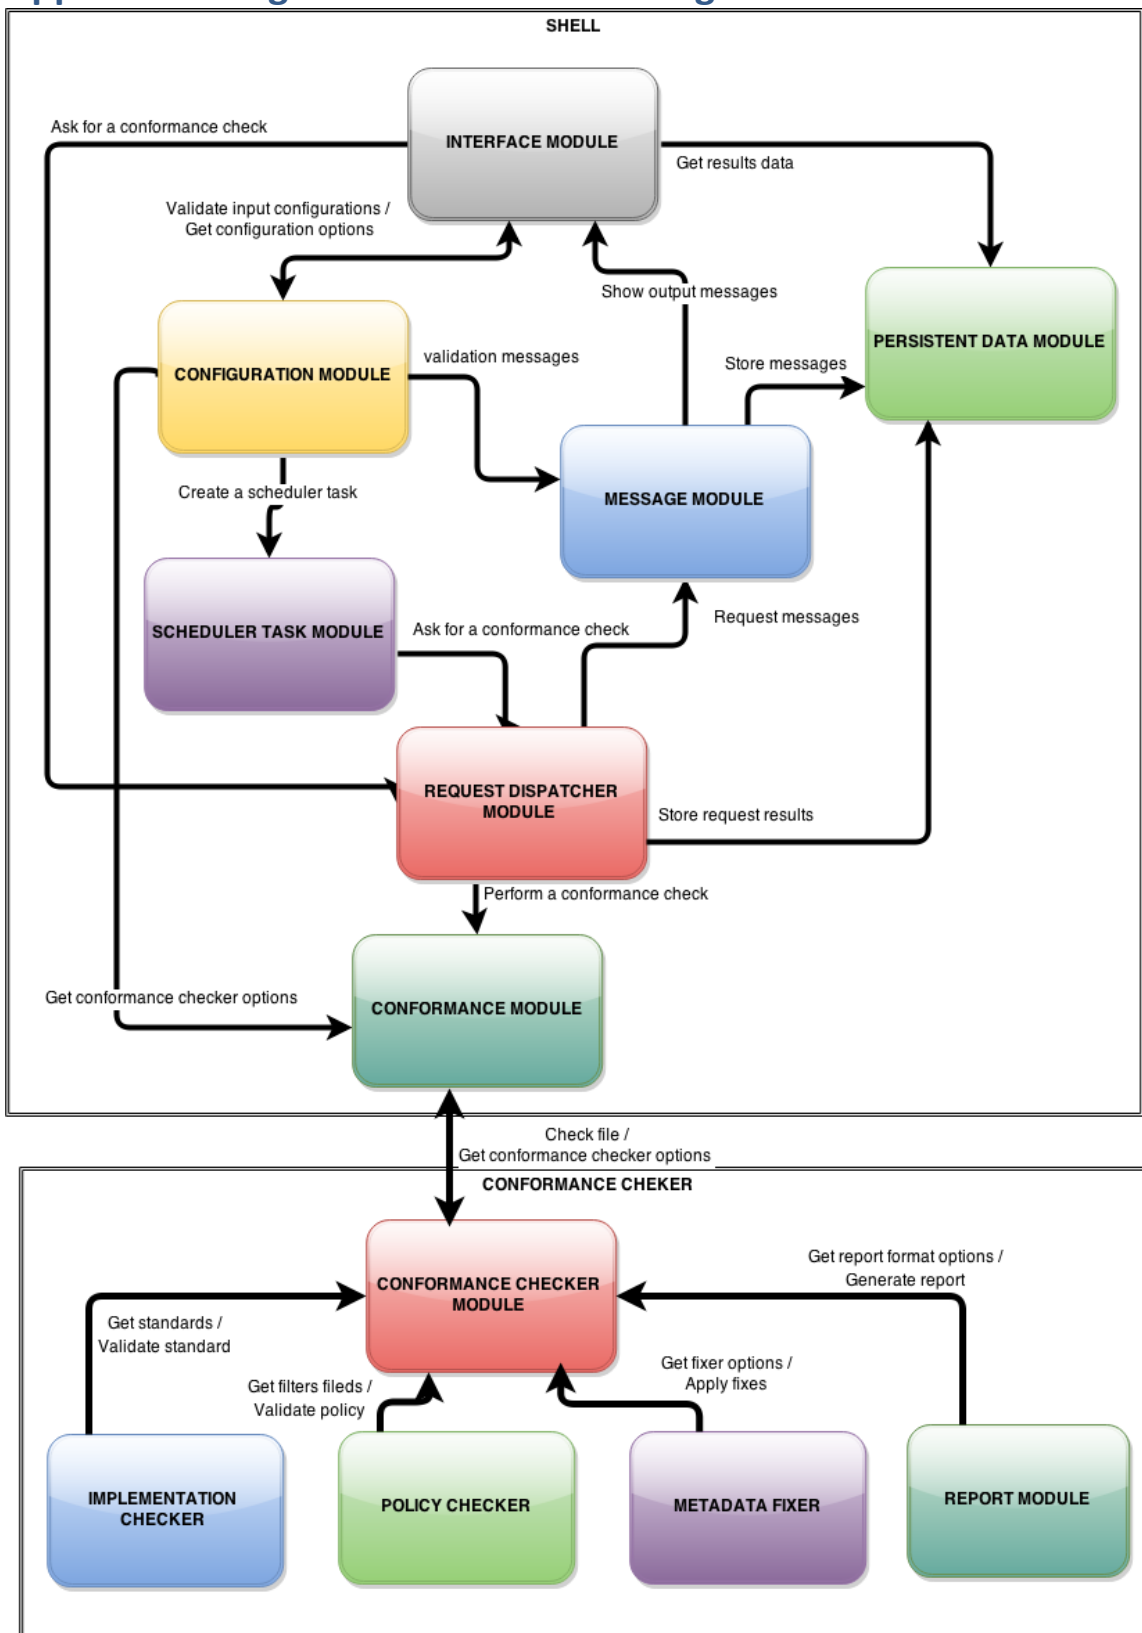 SHELL
INTERFACE MODULE
Ask for a conformance check
Get results data
Validate input configurations /
Get configuration options
Show output messages
PERSISTENT DATA MODULE
CONFIGURATION MODULE
validation messages
Store messages
Create a scheduler task
MESSAGE MODULE
SCHEDULER TASK MODULE
Ask for a conformance check
Request messages
REQUEST DISPATCHER
MODULE
Store request results
Perform a conformance check
Get conformance checker options
CONFORMANCE MODULE
Check file /
Get conformance checker options
CONFORMANCE CHEKER
CONFORMANCE CHECKER
MODULE
Get report format options /
Generate report
Get standards /
Validate standard
Get filters fileds /
Validate policy
Get fixer options /
Apply fixes
IMPLEMENTATION
CHECKER
POLICY CHECKER
METADATA FIXER
REPORT MODULE